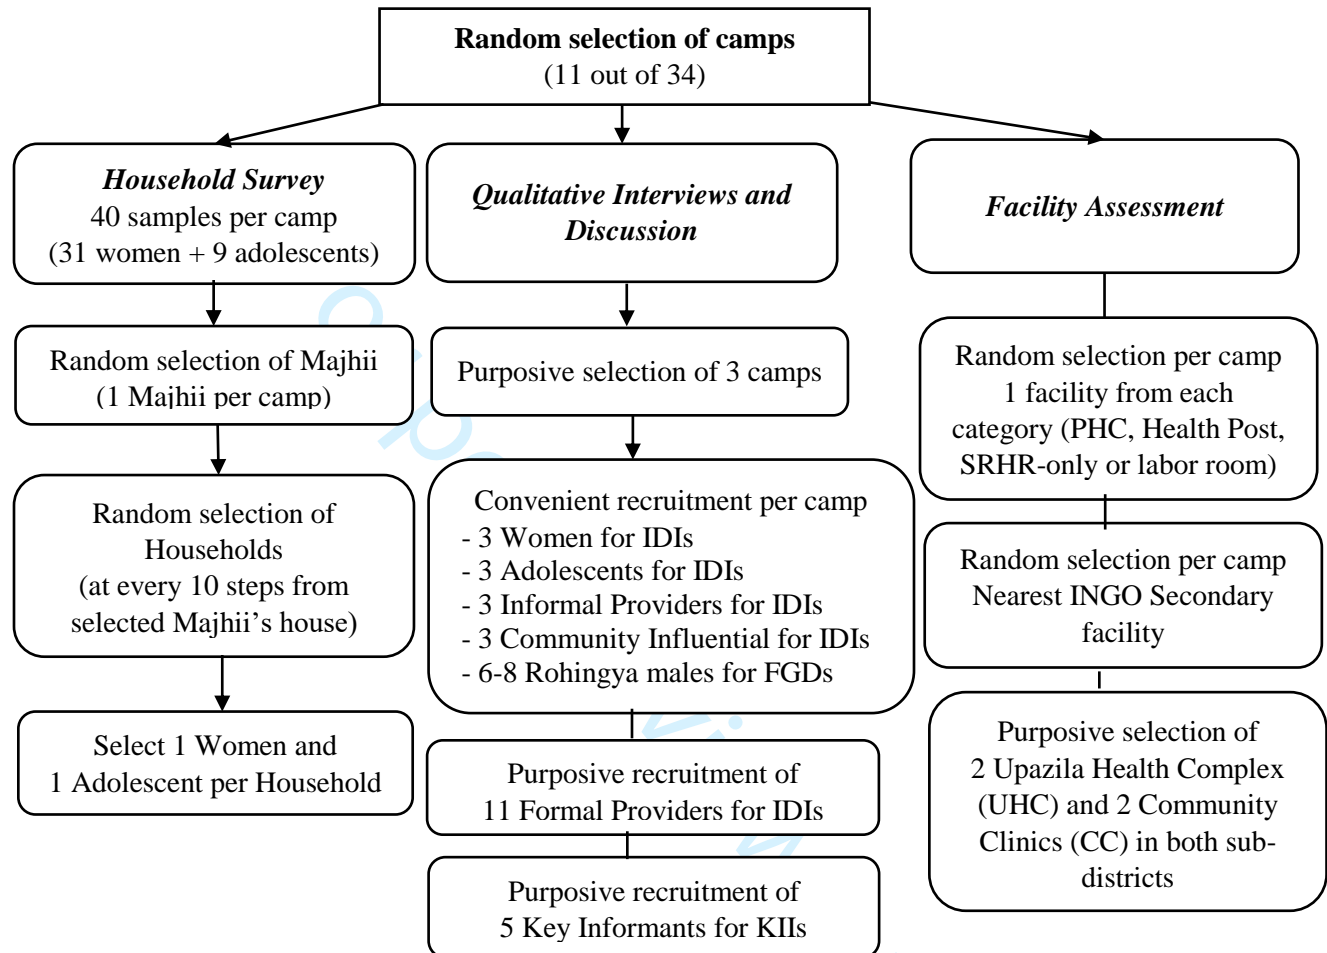 Random selection of camps
(11 out of 34)
Household Survey
40 samples per camp
(31 women + 9 adolescents)
Random selection of Majhii
(1 Majhii per camp)
Random selection of
Households
(at every 10 steps from
selected Majhii’s house)
Select 1 Women and
1 Adolescent per Household
Qualitative Interviews and
Discussion
Purposive selection of 3 camps
Convenient recruitment per camp
- 3 Women for IDIs
- 3 Adolescents for IDIs
- 3 Informal Providers for IDIs
- 3 Community Influential for IDIs
- 6-8 Rohingya males for FGDs
Purposive recruitment of
11 Formal Providers for IDIs
Purposive recruitment of
5 Key Informants for KIIs
Facility Assessment
Random selection per camp
1 facility from each
category (PHC, Health Post,
SRHR-only or labor room)
Random selection per camp
Nearest INGO Secondary
facility
Purposive selection of
2 Upazila Health Complex
(UHC) and 2 Community
Clinics (CC) in both sub-
districts